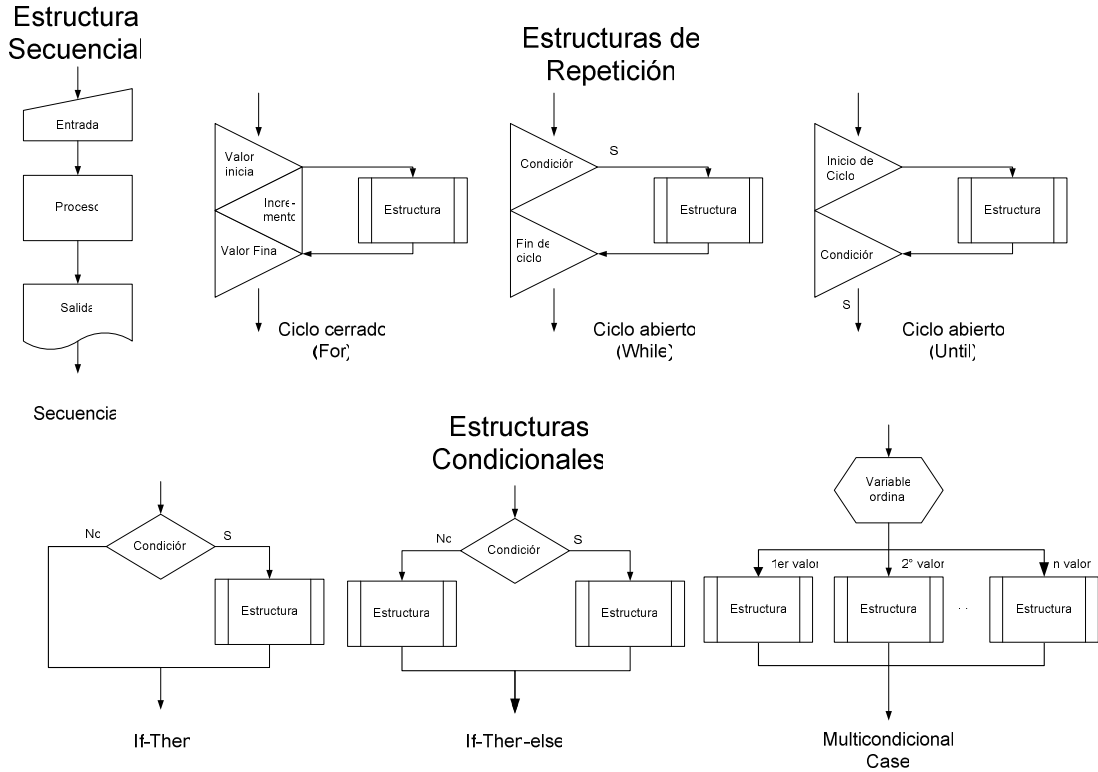 Estructura
Secuencial
Entrada
Proceso
Salida
Secuencia
Estructuras de
Repetición
Valor
inicia
Incre-
mento
Valor Fina
Estructura
Ciclo cerrado
(For)
Condición
S
Estructura
Fin de
ciclo
Ciclo abierto
(While)
Inicio de
Ciclo
Estructura
Condición
S
Ciclo abierto
(Until)
Estructuras
Condicionales
No
Condición
S
Estructura
If-Then
No
Condición
S
Estructura
Estructura
If-Then-else
Variable
ordina
1er valor
2° valor
n valor
Estructura
Estructura
. .
Estructura
Multicondicional
Case